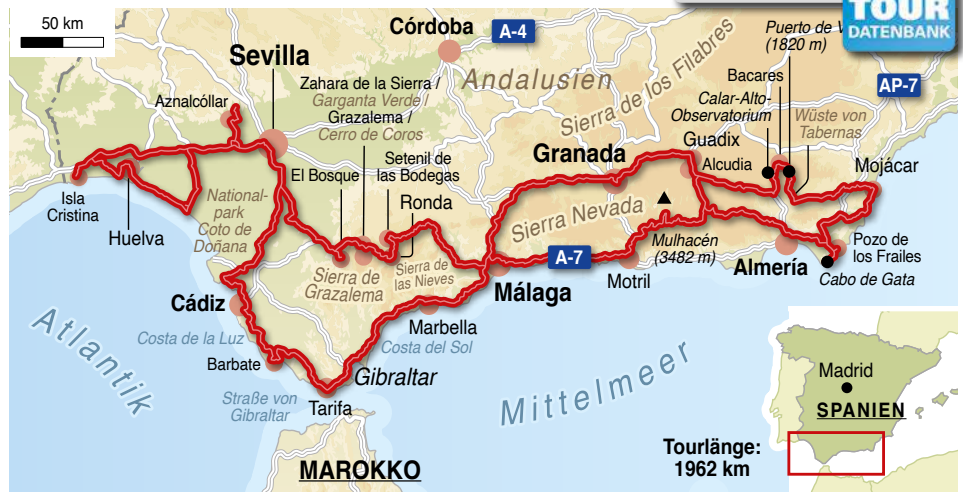 50 km
Córdoba
A-4
TOUR
DATENBANK
Puerto de
(1820 m)
Sevilla
Andalusien
Sierra de los Filabres
Bacares
AP-7
Zahara de la Sierra /
Garganta Verde /
Grazalema /
Cerro de Coros
Calar-Alto-
Observatorium
Wüste von
Tabernas
Aznalcóllar
Guadix
Granada
Alcudia
Mojácar
Setenil de
las Bodegas
El Bosque
Ronda
Isla
Cristina
National-
park
Coto de
Doñana
Huelva
Sierra Nevada
Mulhacén
(3482 m)
Pozo de
los Frailes
Almería
Cabo de Gata
Sierra de
Grazalema
Sierra de
las Nieves
A-7
Motril
Málaga
Cádiz
Atlantik
Costa de la Luz
Marbella
Costa del Sol
Barbate
Gibraltar
Mittelmeer
Straße von
Gibraltar
Tarifa
Madrid
SPANIEN
Tourlänge:
1962 km
MAROKKO